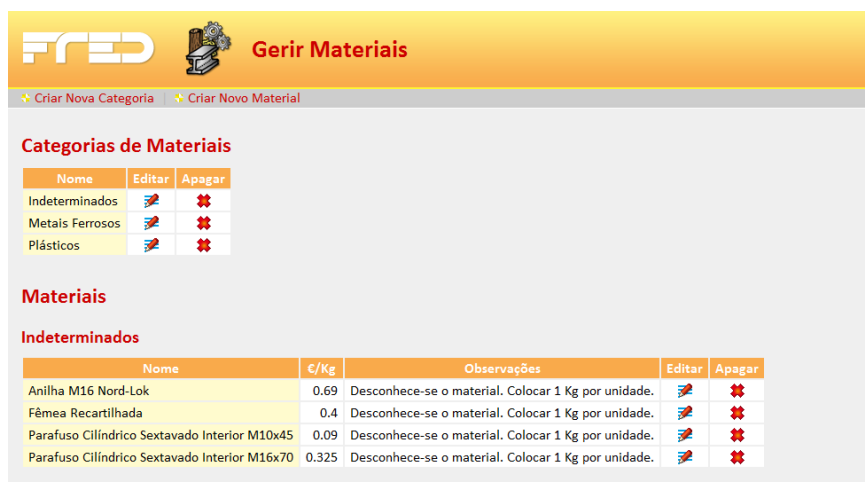 FRED Gerir Materiais
Criar Nova Categoria | Criar Novo Material
Categorias de Materiais
Nome Editar Apagar
Indeterminados
Metais Ferrosos
Plásticos
Materiais
Indeterminados
Nome €/Kg Observações Editar Apagar
Anilha M16 Nord-Lok 0.69 Desconhece-se o material. Colocar 1 Kg por unidade.
Fêmea Recartilhada 0.4 Desconhece-se o material. Colocar 1 Kg por unidade.
Parafuso Cilíndrico Sextavado Interior M10x45 0.09 Desconhece-se o material. Colocar 1 Kg por unidade.
Parafuso Cilíndrico Sextavado Interior M16x70 0.325 Desconhece-se o material. Colocar 1 Kg por unidade.